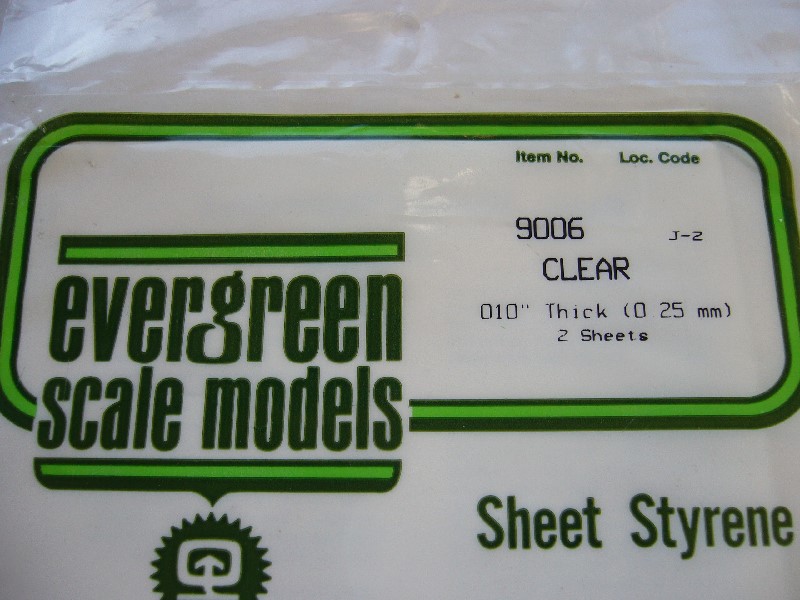 Item No. Loc. Code
9006 J-2
CLEAR
010" Thick (0 25 mm)
2 Sheets
evergreen
scale models
Sheet Styrene